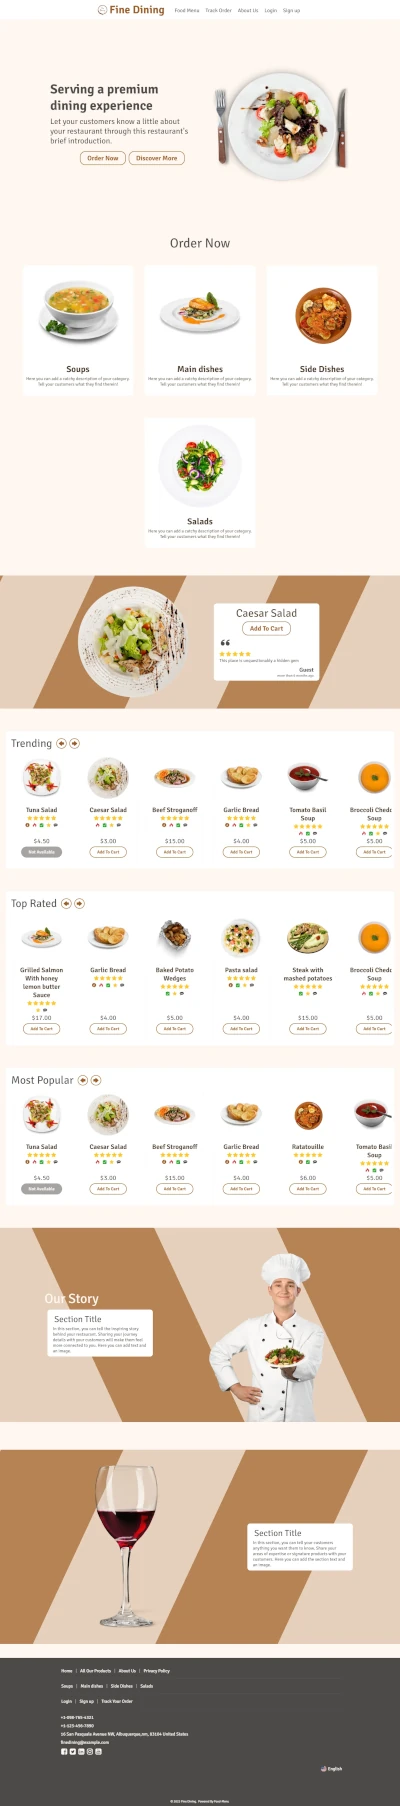 Fine Dining Food Menu Track Order About Us Login Sign up
Serving a premium
dining experience
Let your customers know a little about
your restaurant through this restaurant's
brief introduction.
Order Now Discover More
Order Now
Soups
Here you can add a catchy description of your category.
Tell your customers what they find therein!
Main dishes
Here you can add a catchy description of your category.
Tell your customers what they find therein!
Side Dishes
Here you can add a catchy description of your category.
Tell your customers what they find therein!
Salads
Here you can add a catchy description of your category.
Tell your customers what they find therein!
Caesar Salad
Add To Cart
This place is unquestionably a hidden gem
Guest
more than 6 months ago
Trending
Tuna Salad
$4.50
Not Available
Caesar Salad
$3.00
Add To Cart
Beef Stroganoff
$15.00
Add To Cart
Garlic Bread
$4.00
Add To Cart
Tomato Basil
Soup
$5.00
Add To Cart
Broccoli Chedd
Soup
$5.00
Add To Cart
Top Rated
Grilled Salmon
With honey
lemon butter
Sauce
$17.00
Add To Cart
Garlic Bread
$4.00
Add To Cart
Baked Potato
Wedges
$5.00
Add To Cart
Pasta salad
$4.00
Add To Cart
Steak with
mashed potatoes
$15.00
Add To Cart
Broccoli Chedd
Soup
$5.00
Add To Cart
Most Popular
Tuna Salad
$4.50
Not Available
Caesar Salad
$3.00
Add To Cart
Beef Stroganoff
$15.00
Add To Cart
Garlic Bread
$4.00
Add To Cart
Ratatouille
$6.00
Add To Cart
Tomato Basil
Soup
$5.00
Add To Cart
Our Story
Section Title
In this section, you can tell the inspiring story
behind your restaurant. Sharing your journey
details with your customers will make them feel
more connected to you. Here you can add text and
an image.
Section Title
In this section, you can tell your customers
anything you want them to know. Share your
areas of expertise or signature products with your
customers. Here you can add the section text and
an image.
Home | All Our Products | About Us | Privacy Policy
Soups | Main dishes | Side Dishes | Salads
Login | Sign up | Track Your Order
+1-098-765-4321
+1-123-456-7890
16 San Pasquale Avenue NW, Albuquerque,nm, 83104 United States
finedining@example.com
English
© 2023 Fine Dining. Powered By Food-Menu